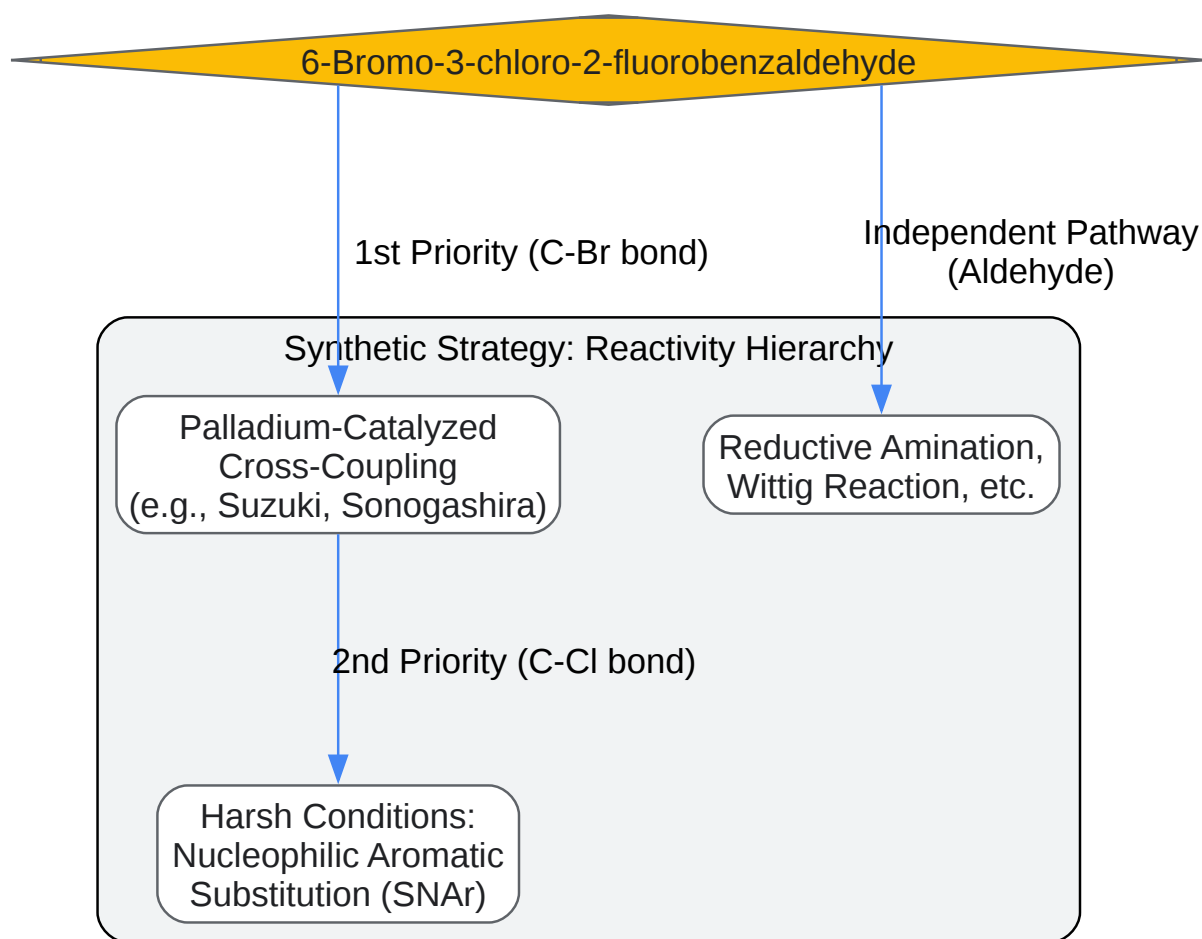 6-Bromo-3-chloro-2-fluorobenzaldehyde
1st Priority (C-Br bond)
Independent Pathway
(Aldehyde)
Synthetic Strategy: Reactivity Hierarchy
Palladium-Catalyzed
Cross-Coupling
(e.g., Suzuki, Sonogashira)
Reductive Amination,
Wittig Reaction, etc.
2nd Priority (C-Cl bond)
Harsh Conditions:
Nucleophilic Aromatic
Substitution (SNAr)